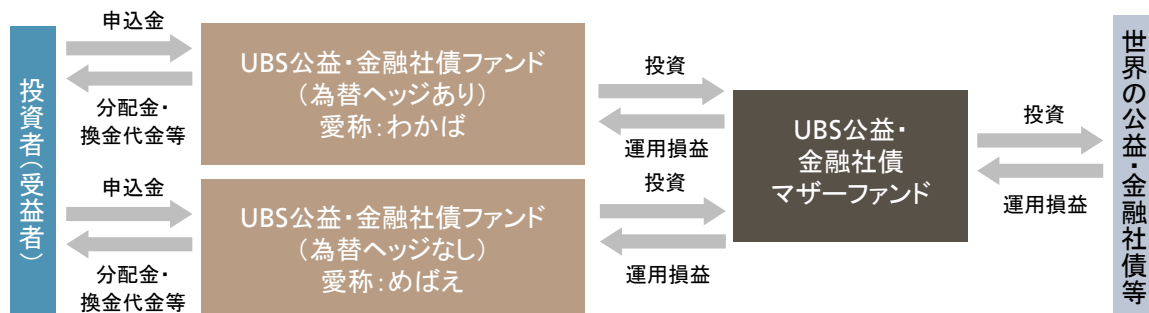 投資者（受益者）
申込金
分配金・
換金代金等
UBS公益・金融社債ファンド
（為替ヘッジあり）
愛称：わかば
投資
運用損益
申込金
分配金・
換金代金等
UBS公益・金融社債ファンド
（為替ヘッジなし）
愛称：めばえ
投資
運用損益
UBS公益・
金融社債
マザーファンド
投資
運用損益
世界の公益・金融社債等